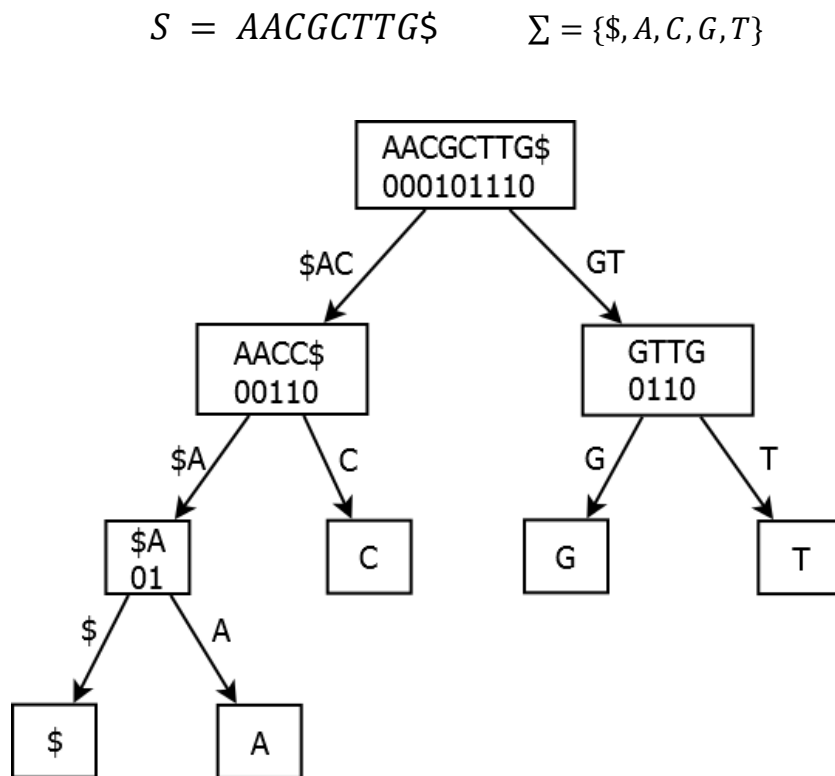 S = AACGCTTG$ ∑ = {$, A, C, G, T}
AACGCTTG$
000101110
$AC GT
AACC$
00110
GTTG
0110
$A C G T
$A
01
C
G
T
$ A
$
A